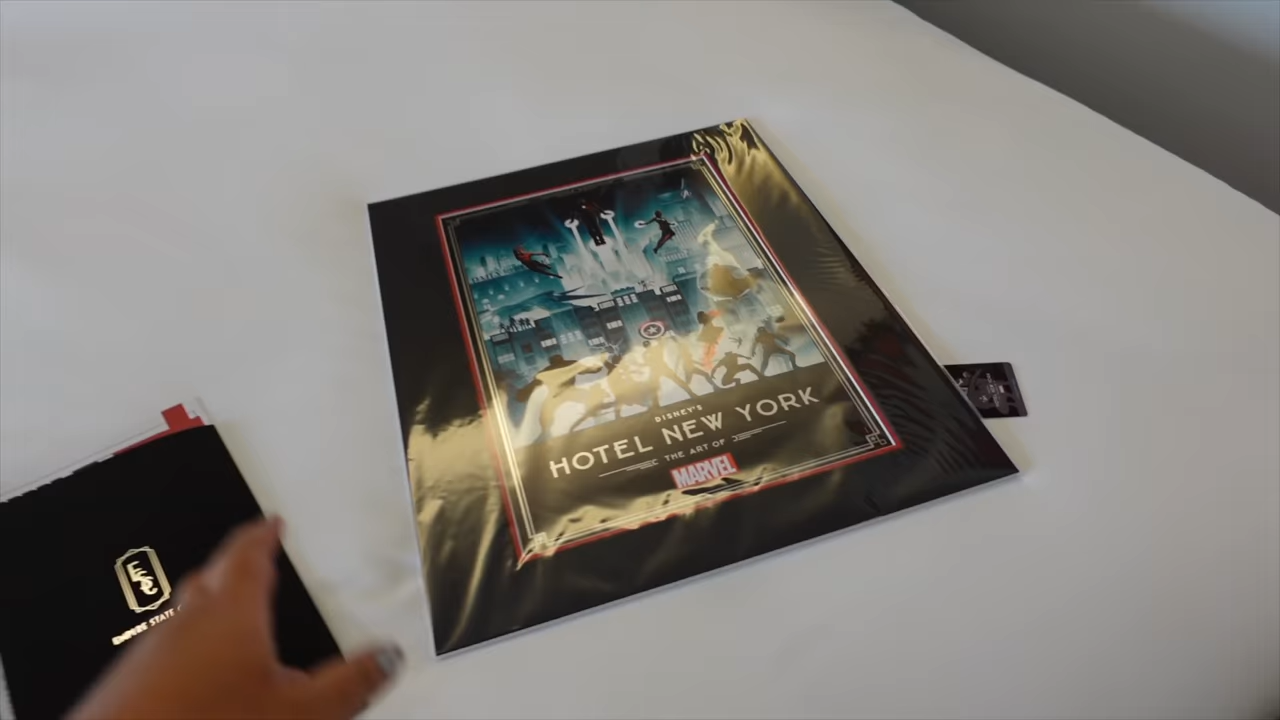 DISNEY'S
HOTEL NEW YORK
THE ART OF
MARVEL
ESC
EMPIRE STATE